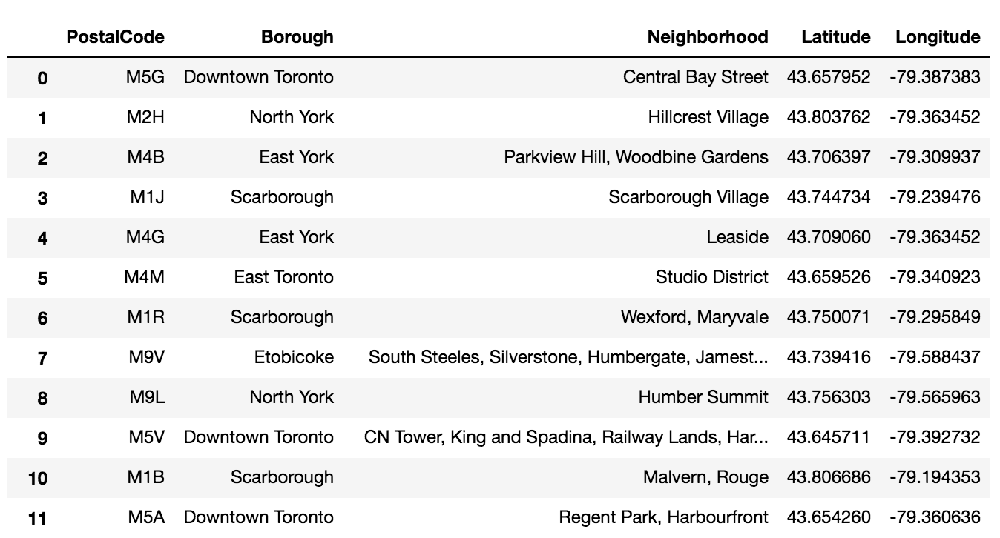 PostalCode Borough Neighborhood Latitude Longitude
0 M5G Downtown Toronto Central Bay Street 43.657952 -79.387383
1 M2H North York Hillcrest Village 43.803762 -79.363452
2 M4B East York Parkview Hill, Woodbine Gardens 43.706397 -79.309937
3 M1J Scarborough Scarborough Village 43.744734 -79.239476
4 M4G East York Leaside 43.709060 -79.363452
5 M4M East Toronto Studio District 43.659526 -79.340923
6 M1R Scarborough Wexford, Maryvale 43.750071 -79.295849
7 M9V Etobicoke South Steeles, Silverstone, Humbergate, Jamest... 43.739416 -79.588437
8 M9L North York Humber Summit 43.756303 -79.565963
9 M5V Downtown Toronto CN Tower, King and Spadina, Railway Lands, Har... 43.645711 -79.392732
10 M1B Scarborough Malvern, Rouge 43.806686 -79.194353
11 M5A Downtown Toronto Regent Park, Harbourfront 43.654260 -79.360636